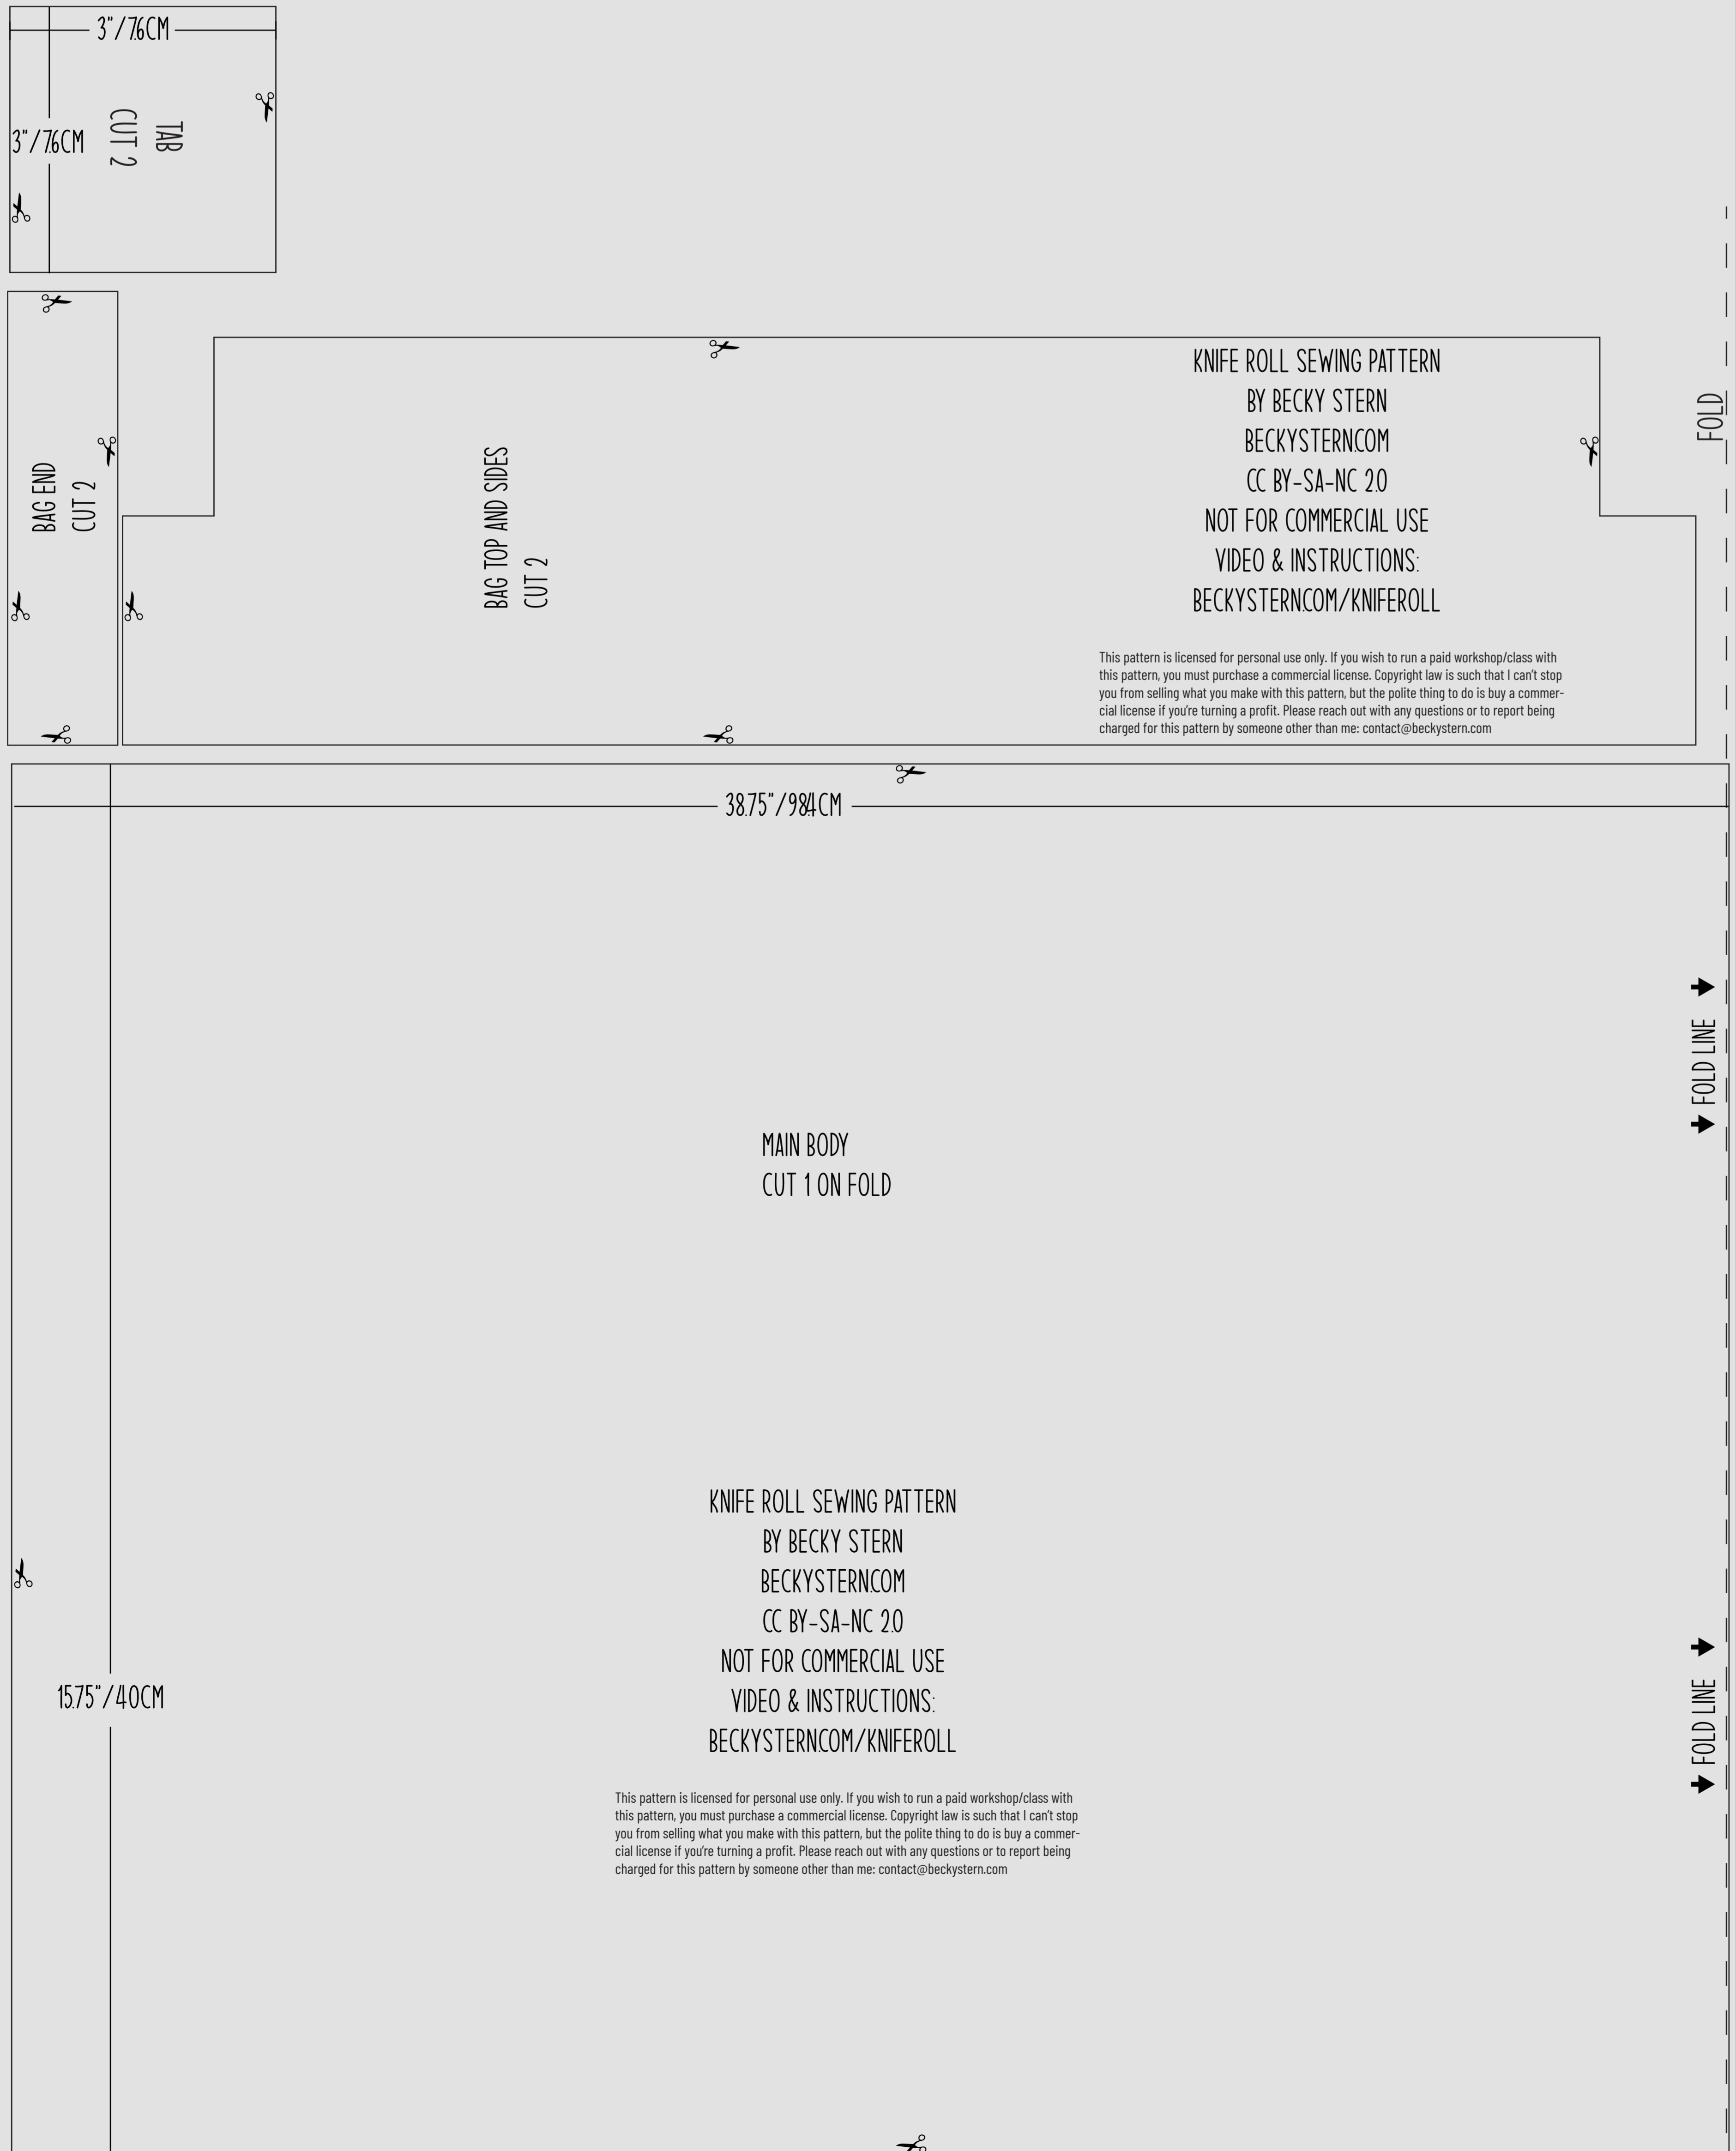 3"/7.6CM
3"/7.6CM
TAB
CUT 2
BAG END
CUT 2
BAG TOP AND SIDES
CUT 2
KNIFE ROLL SEWING PATTERN
BY BECKY STERN
BECKYSTERN.COM
CC BY-SA-NC 2.0
NOT FOR COMMERCIAL USE
VIDEO & INSTRUCTIONS:
BECKYSTERN.COM/KNIFEROLL
This pattern is licensed for personal use only. If you wish to run a paid workshop/class with
this pattern, you must purchase a commercial license. Copyright law is such that I can't stop
you from selling what you make with this pattern, but the polite thing to do is buy a commer-
cial license if you're turning a profit. Please reach out with any questions or to report being
charged for this pattern by someone other than me: contact@beckystern.com
FOLD
38.75"/98.4CM
FOLD LINE
MAIN BODY
CUT 1 ON FOLD
KNIFE ROLL SEWING PATTERN
BY BECKY STERN
BECKYSTERN.COM
CC BY-SA-NC 2.0
NOT FOR COMMERCIAL USE
VIDEO & INSTRUCTIONS:
BECKYSTERN.COM/KNIFEROLL
15.75"/40CM
FOLD LINE
This pattern is licensed for personal use only. If you wish to run a paid workshop/class with
this pattern, you must purchase a commercial license. Copyright law is such that I can't stop
you from selling what you make with this pattern, but the polite thing to do is buy a commer-
cial license if you're turning a profit. Please reach out with any questions or to report being
charged for this pattern by someone other than me: contact@beckystern.com